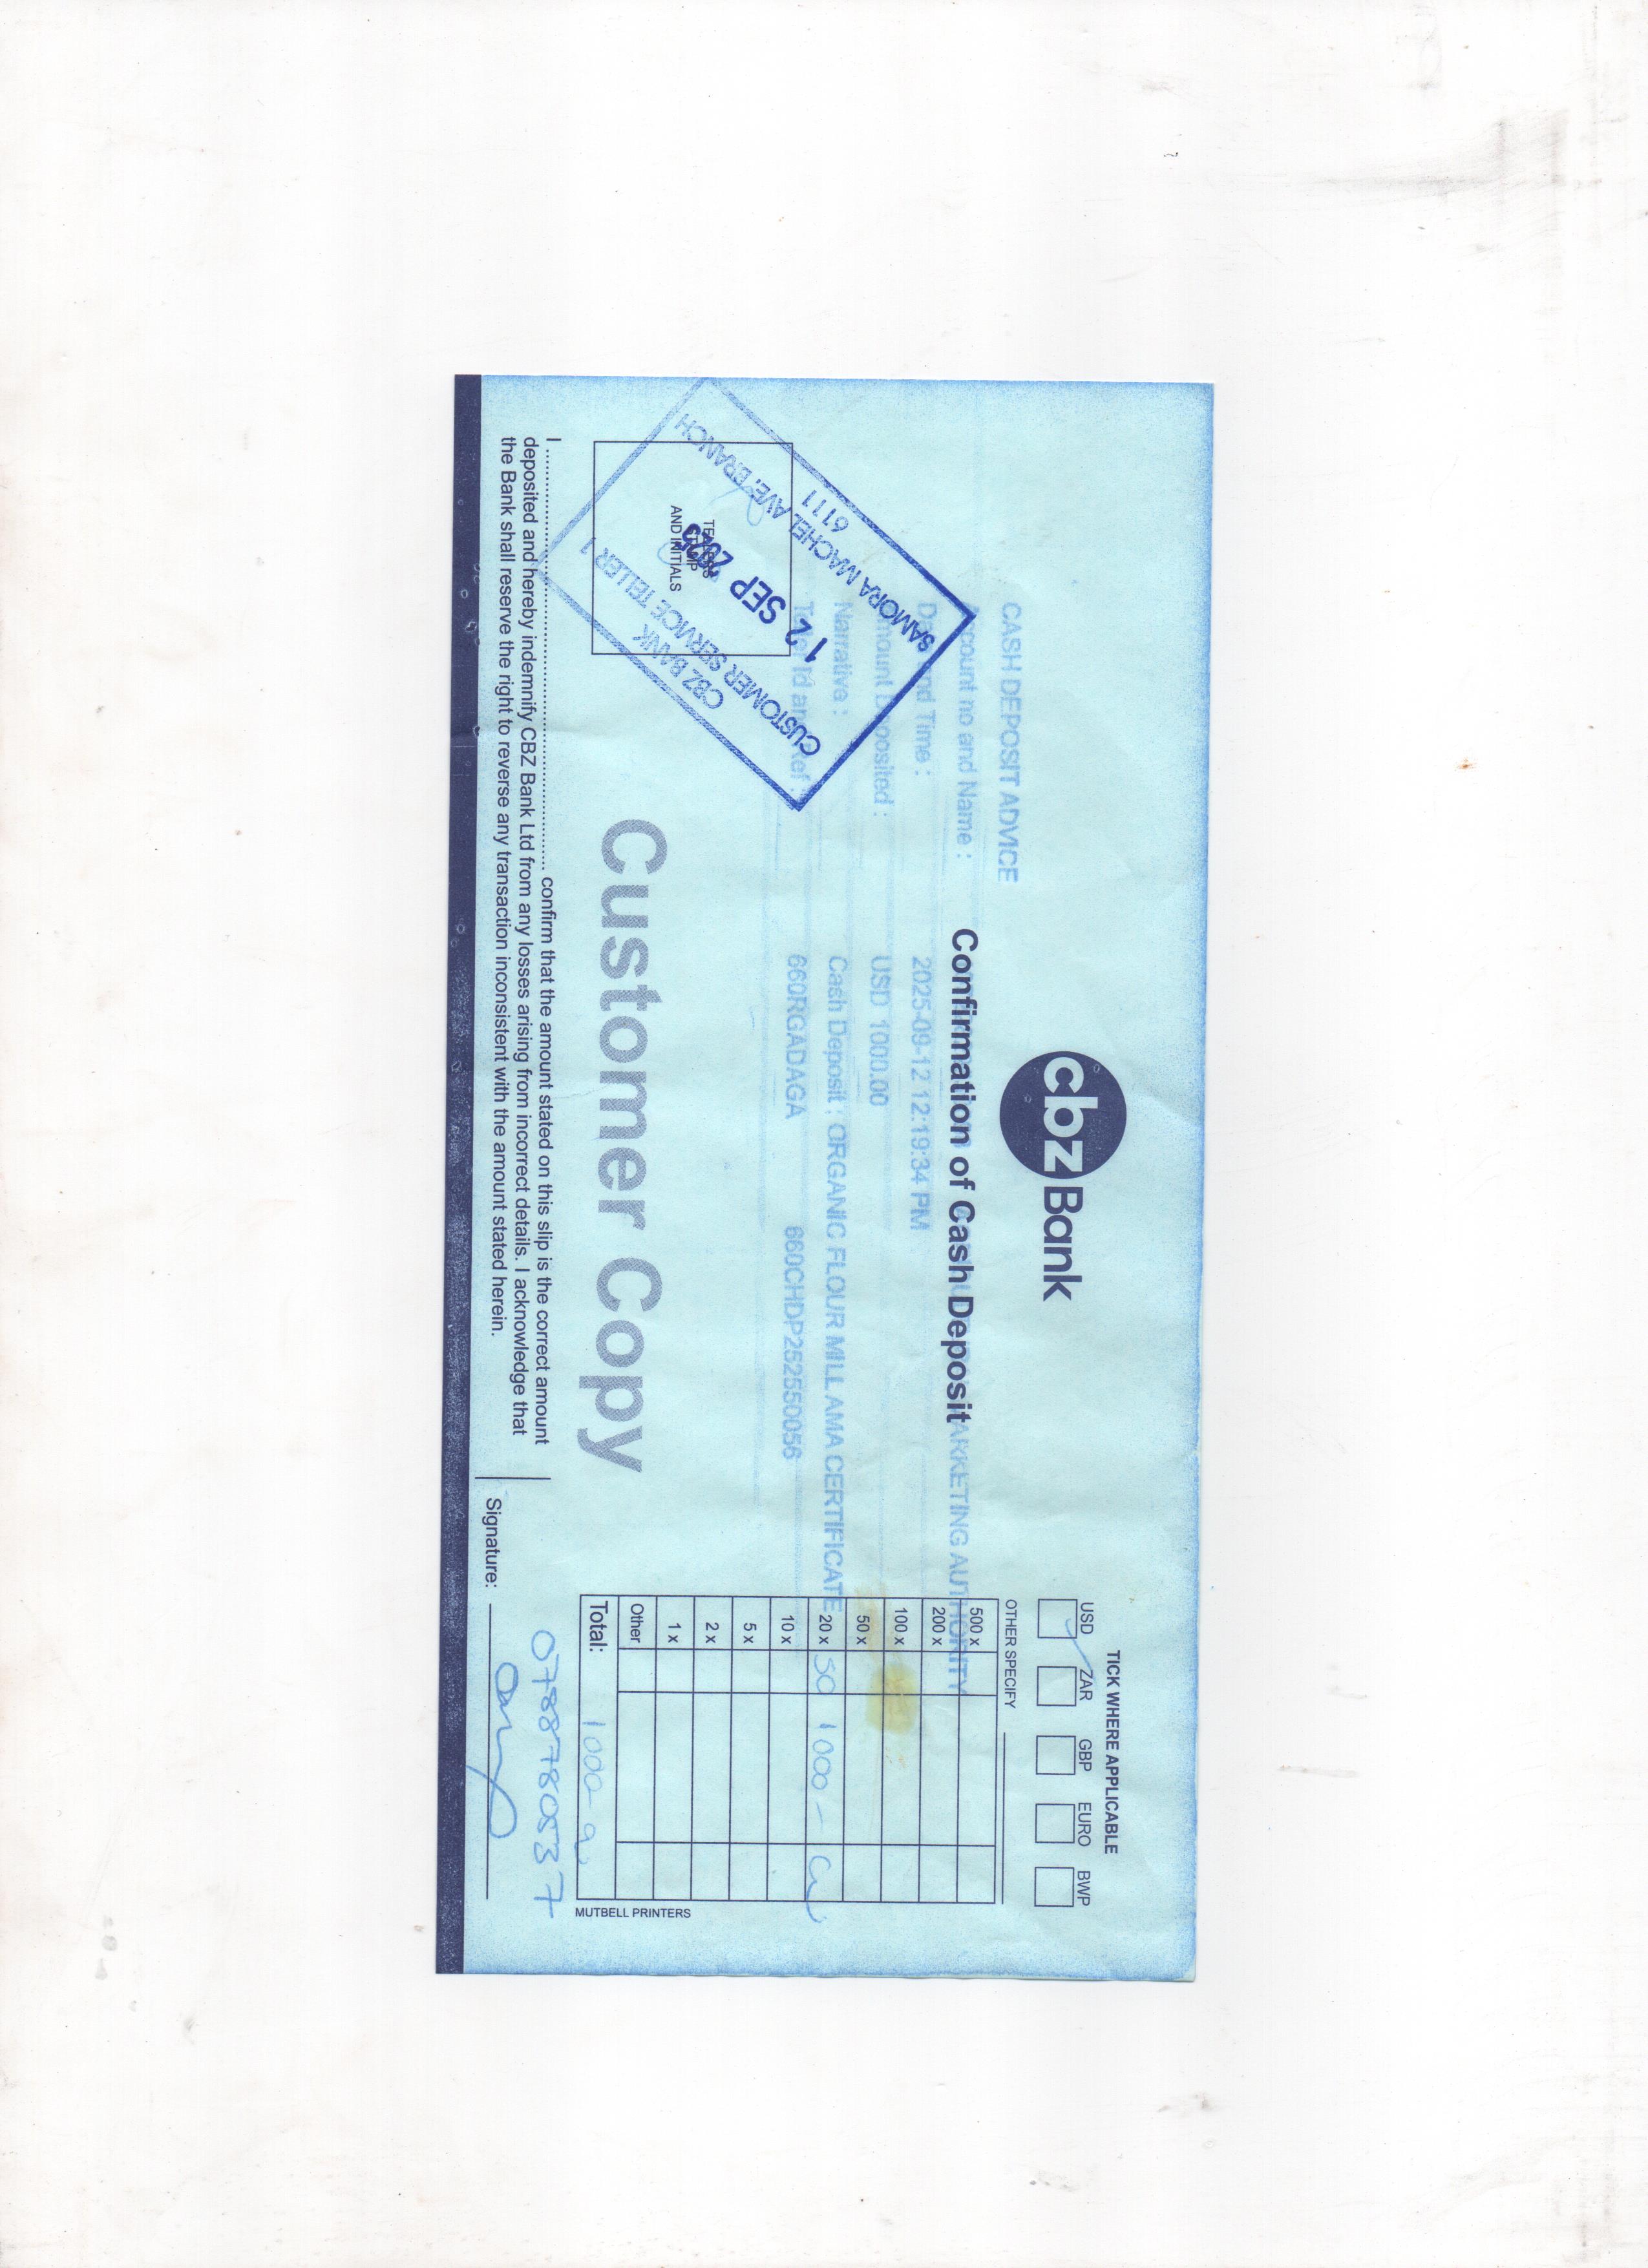 cbz Bank
Confirmation of Cash Deposit
CASH DEPOSIT ADVICE
Account no and Name :
MARKETING AUTHORITY
Date and Time : 2025-09-12 12:19:34 PM
Amount Deposited : USD 1000.00
Narrative : Cash Deposit ; ORGANIC FLOUR MILL AMA CERTIFICATE
Teller Id and Ref : 660RGADAGA 660CHDP252550056
TICK WHERE APPLICABLE
USD ZAR GBP EURO BWP
OTHER SPECIFY
500 x
200 x
100 x
50 x
20 x 50 1000 -
10 x
5 x
2 x
1 x
Other
Total: 1000-
MUTBELL PRINTERS
SAMORA MACHEL AVE, BRANCH
6111
12 SEP 2025
CBZ BANK
CUSTOMER SERVICE TELLER 1
AND INITIALS
Customer Copy
I .......... confirm that the amount stated on this slip is the correct amount
deposited and hereby indemnify CBZ Bank Ltd from any losses arising from incorrect details. I acknowledge that
the Bank shall reserve the right to reverse any transaction inconsistent with the amount stated herein.
0788780537
Signature: